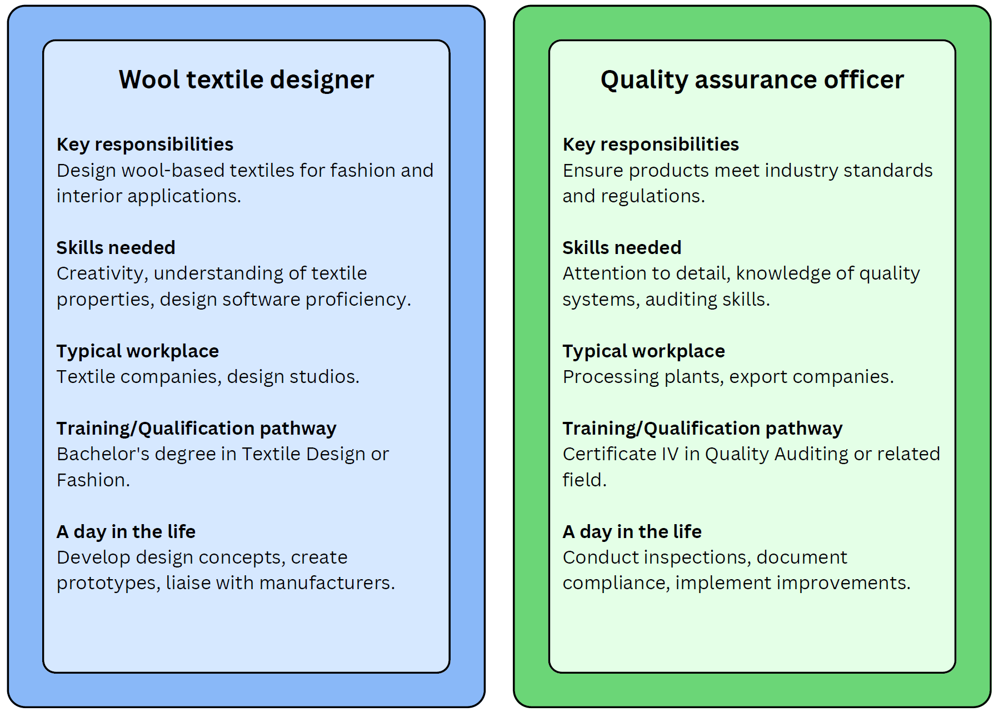 Wool textile designer
Key responsibilities
Design wool-based textiles for fashion and
interior applications.
Skills needed
Creativity, understanding of textile
properties, design software proficiency.
Typical workplace
Textile companies, design studios.
Training/Qualification pathway
Bachelor's degree in Textile Design or
Fashion.
A day in the life
Develop design concepts, create
prototypes, liaise with manufacturers.
Quality assurance officer
Key responsibilities
Ensure products meet industry standards
and regulations.
Skills needed
Attention to detail, knowledge of quality
systems, auditing skills.
Typical workplace
Processing plants, export companies.
Training/Qualification pathway
Certificate IV in Quality Auditing or related
field.
A day in the life
Conduct inspections, document
compliance, implement improvements.